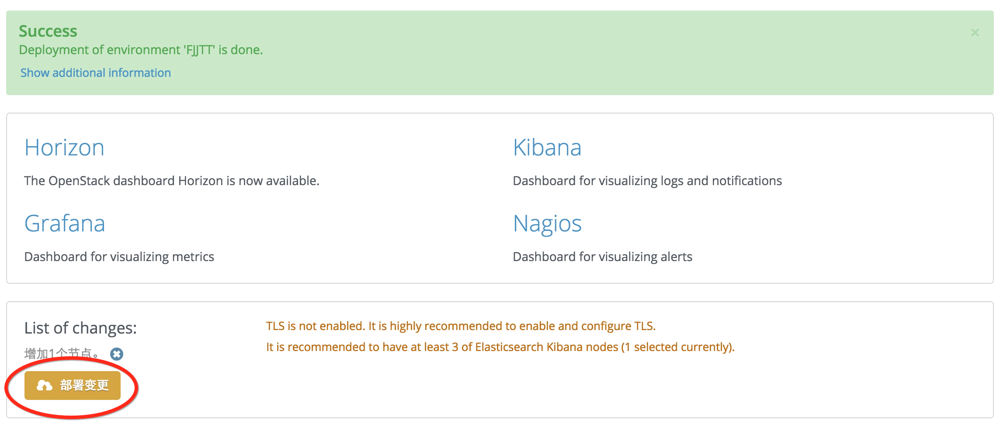 Success
Deployment of environment 'FJJTT' is done.
Show additional information
Horizon
The OpenStack dashboard Horizon is now available.
Kibana
Dashboard for visualizing logs and notifications
Grafana
Dashboard for visualizing metrics
Nagios
Dashboard for visualizing alerts
List of changes:
增加1个节点。
部署变更
TLS is not enabled. It is highly recommended to enable and configure TLS.
It is recommended to have at least 3 of Elasticsearch Kibana nodes (1 selected currently).